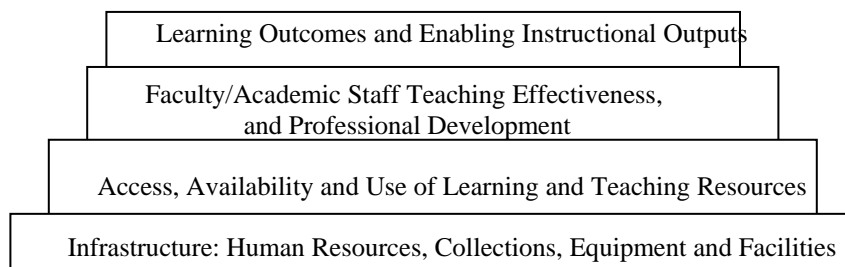 Learning Outcomes and Enabling Instructional Outputs
Faculty/Academic Staff Teaching Effectiveness,
and Professional Development
Access, Availability and Use of Learning and Teaching Resources
Infrastructure: Human Resources, Collections, Equipment and Facilities